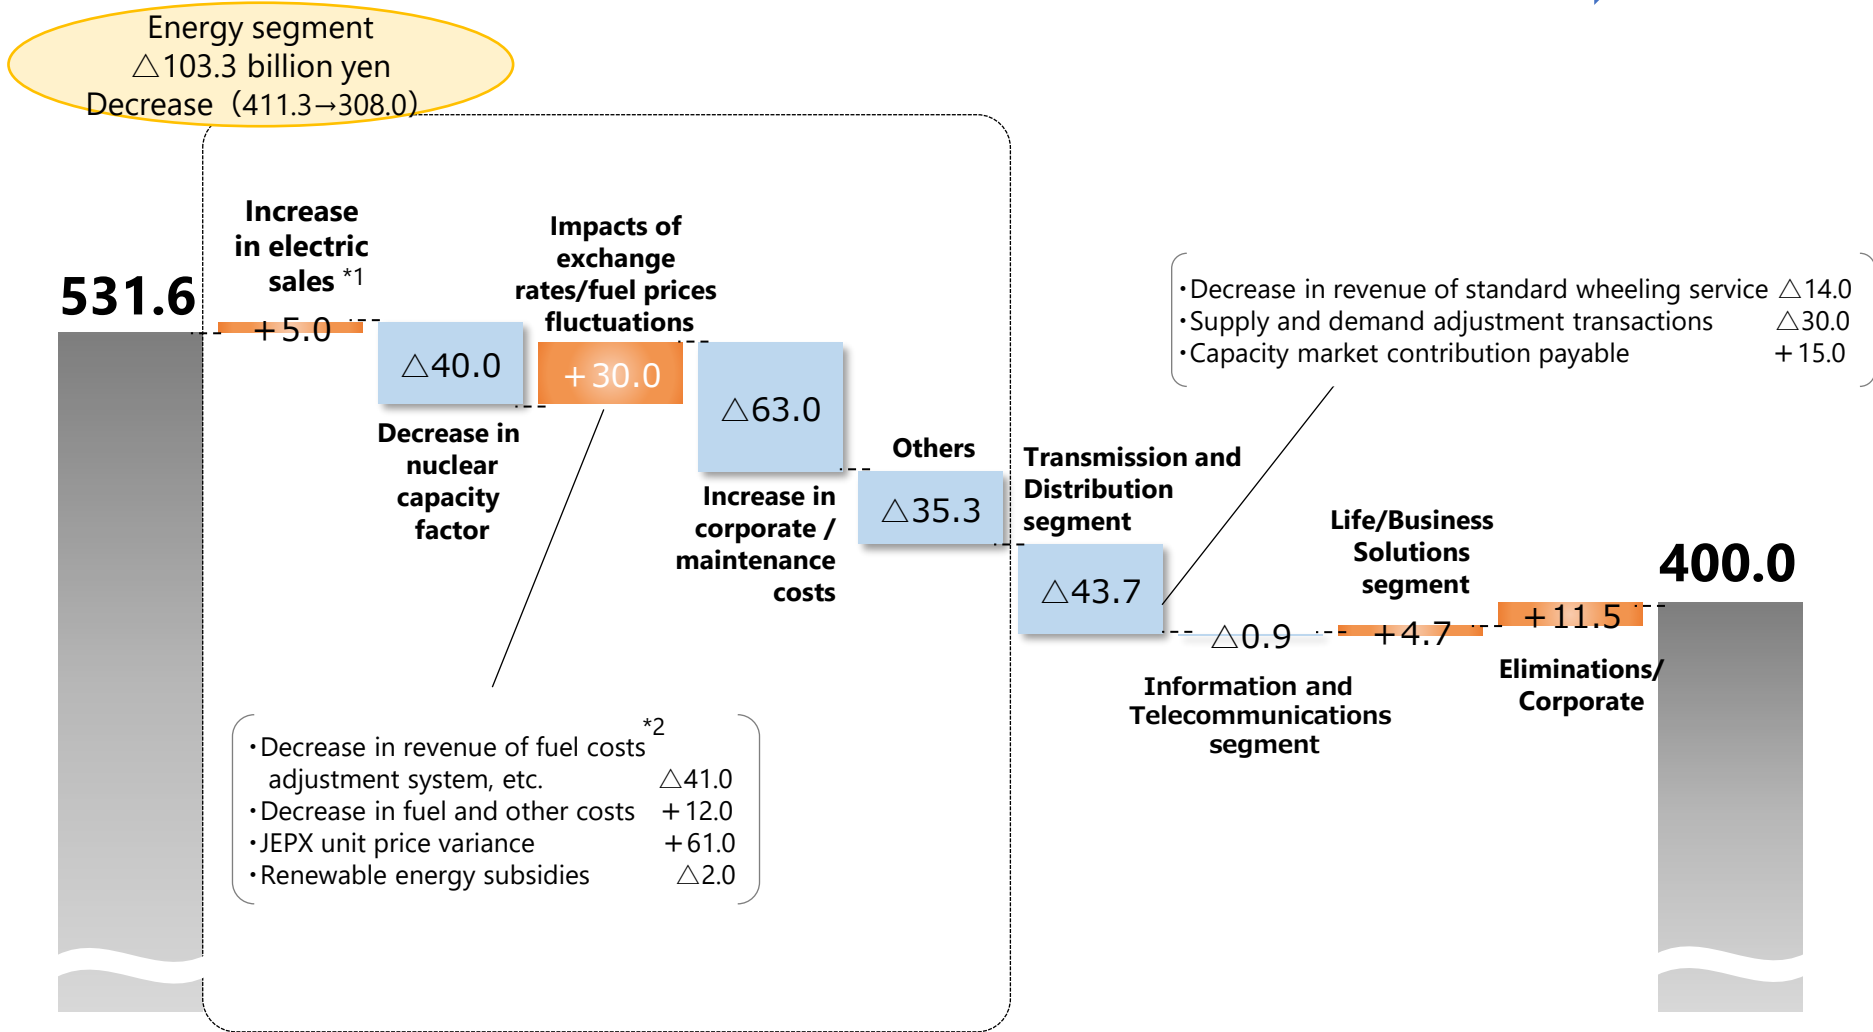 Energy segment
△103.3 billion yen
Decrease（411.3→308.0）
531.6
Increase
in electric
sales *1
+5.0
△40.0
Decrease in
nuclear
capacity
factor
Impacts of
exchange
rates/fuel prices
fluctuations
+30.0
△63.0
Increase in
corporate /
maintenance
costs
Others
△35.3
Transmission and
Distribution
segment
△43.7
・Decrease in revenue of standard wheeling service △14.0
・Supply and demand adjustment transactions △30.0
・Capacity market contribution payable +15.0
△0.9
Information and
Telecommunications
segment
Life/Business
Solutions
segment
+4.7
+11.5
Eliminations/
Corporate
400.0
・Decrease in revenue of fuel costs *2
adjustment system, etc. △41.0
・Decrease in fuel and other costs +12.0
・JEPX unit price variance +61.0
・Renewable energy subsidies △2.0